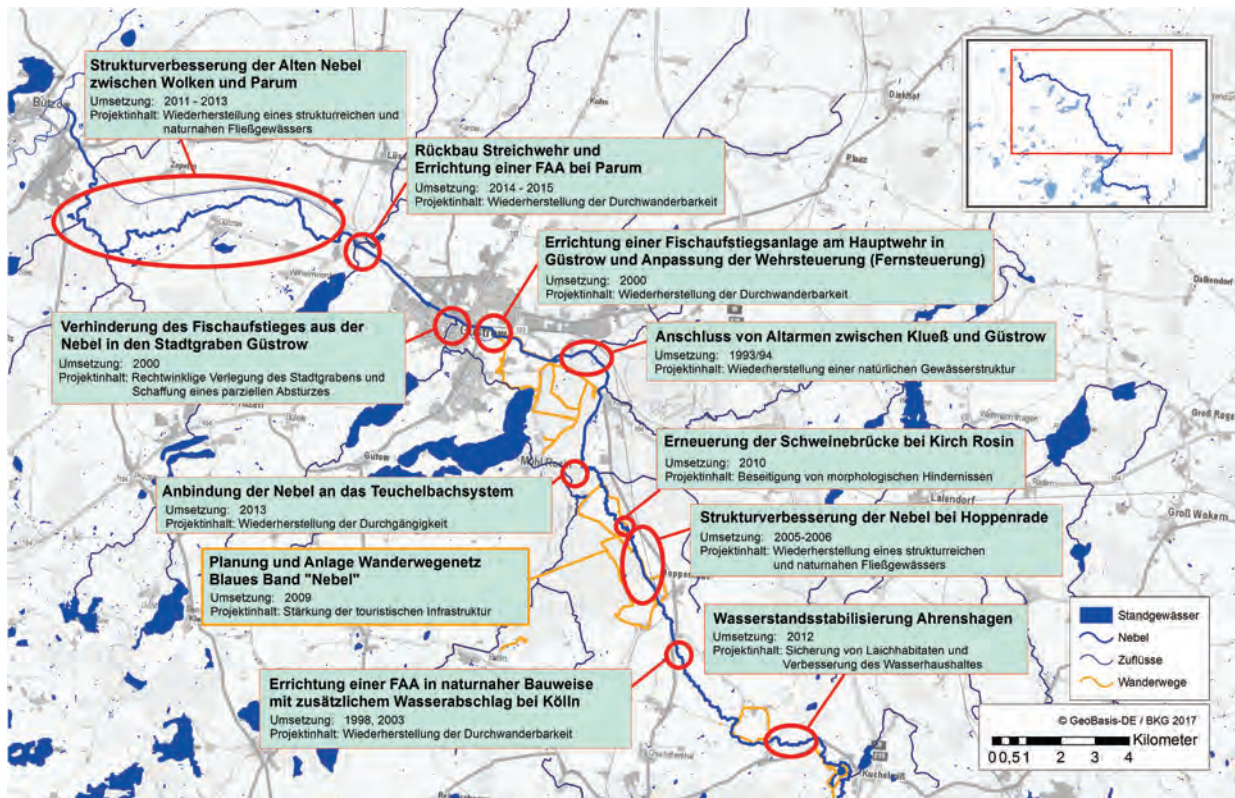 Strukturverbesserung der Alten Nebel
zwischen Wolken und Parum
Umsetzung: 2011 - 2013
Projektinhalt: Wiederherstellung eines strukturreichen und
naturnahen Fließgewässers
Rückbau Streichwehr und
Errichtung einer FAA bei Parum
Umsetzung: 2014 - 2015
Projektinhalt: Wiederherstellung der Durchwanderbarkeit
Errichtung einer Fischaufstiegsanlage am Hauptwehr in
Güstrow und Anpassung der Wehrsteuerung (Fernsteuerung)
Umsetzung: 2000
Projektinhalt: Wiederherstellung der Durchwanderbarkeit
Verhinderung des Fischaufstieges aus der
Nebel in den Stadtgraben Güstrow
Umsetzung: 2000
Projektinhalt: Rechtwinklige Verlegung des Stadtgrabens und
Schaffung eines parziellen Absturzes
Anschluss von Altarmen zwischen Klueß und Güstrow
Umsetzung: 1993/94
Projektinhalt: Wiederherstellung einer natürlichen Gewässerstruktur
Erneuerung der Schweinebrücke bei Kirch Rosin
Umsetzung: 2010
Projektinhalt: Beseitigung von morphologischen Hindernissen
Anbindung der Nebel an das Teuchelbachsystem
Umsetzung: 2013
Projektinhalt: Wiederherstellung der Durchgängigkeit
Strukturverbesserung der Nebel bei Hoppenrade
Umsetzung: 2005-2006
Projektinhalt: Wiederherstellung eines strukturreichen
und naturnahen Fließgewässers
Planung und Anlage Wanderwegenetz
Blaues Band "Nebel"
Umsetzung: 2009
Projektinhalt: Stärkung der touristischen Infrastruktur
Wasserstandsstabilisierung Ahrenshagen
Umsetzung: 2012
Projektinhalt: Sicherung von Laichhabitaten und
Verbesserung des Wasserhaushaltes
Errichtung einer FAA in naturnaher Bauweise
mit zusätzlichem Wasserabschlag bei Kölln
Umsetzung: 1998, 2003
Projektinhalt: Wiederherstellung der Durchwanderbarkeit
Standgewässer
Nebel
Zuflüsse
Wanderwege
© GeoBasis-DE / BKG 2017
Kilometer
0 0,5 1 2 3 4
Zepelin
Plaaz
Gutow
Lalendorf
Groß Wokern